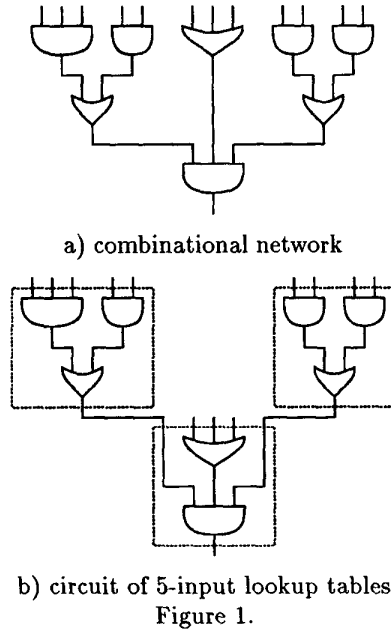 a) combinational network
b) circuit of 5-input lookup tables
Figure 1.